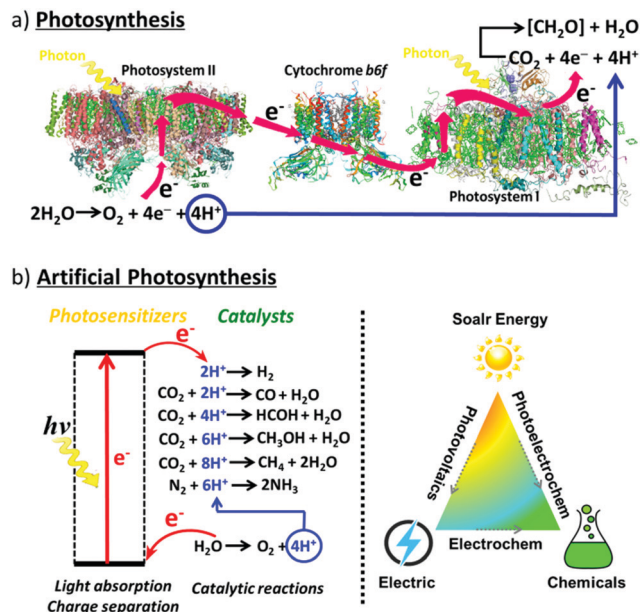 a) Photosynthesis
Photon
Photosystem II
Cytochrome b6f
Photon
[CH₂O] + H₂O
CO₂ + 4e⁻ + 4H⁺
e⁻
e⁻
e⁻
e⁻
Photosystem I
2H₂O→O₂ + 4e⁻ + 4H⁺
b) Artificial Photosynthesis
Photosensitizers Catalysts
e⁻
2H⁺→H₂
CO₂ + 2H⁺→CO + H₂O
CO₂ + 4H⁺→HCOH + H₂O
CO₂ + 6H⁺→CH₃OH + H₂O
CO₂ + 8H⁺→CH₄ + 2H₂O
N₂ + 6H⁺→2NH₃
hν
e⁻
e⁻
H₂O → O₂ + 4H⁺
Light absorption
Charge separation
Catalytic reactions
Soalr Energy
Photovoltaics
Photoelectrochem
Electrochem
Electric
Chemicals